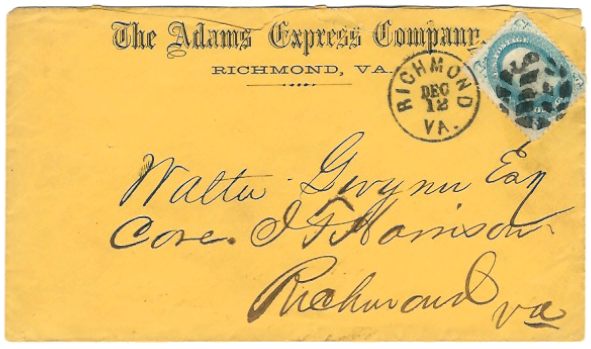 The Adams Express Company,
RICHMOND, VA.
RICHMOND
DEC
12
VA.
Walter Gwynn Esq
Care. J F Harrison
Richmond
Va